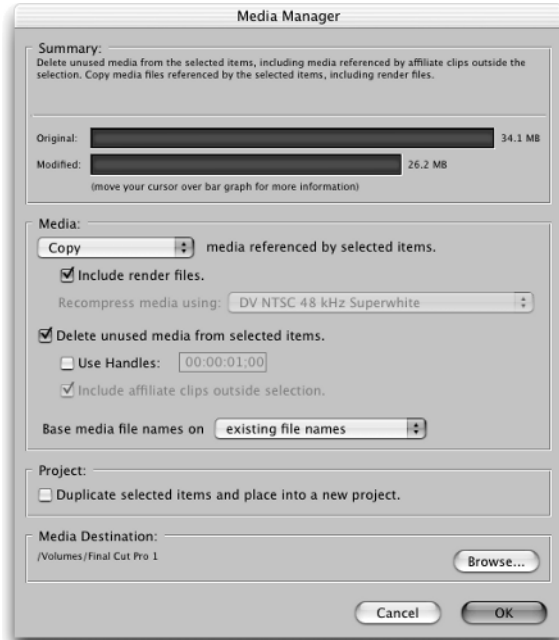 Media Manager
Summary:
Delete unused media from the selected items, including media referenced by affiliate clips outside the
selection. Copy media files referenced by the selected items, including render files.
Original: 34.1 MB
Modified: 26.2 MB
(move your cursor over bar graph for more information)
Media:
Copy media referenced by selected items.
Include render files.
Recompress media using: DV NTSC 48 kHz Superwhite
Delete unused media from selected items.
Use Handles: 00:00:01;00
Include affiliate clips outside selection.
Base media file names on existing file names
Project:
Duplicate selected items and place into a new project.
Media Destination:
/Volumes/Final Cut Pro 1
Browse...
Cancel OK